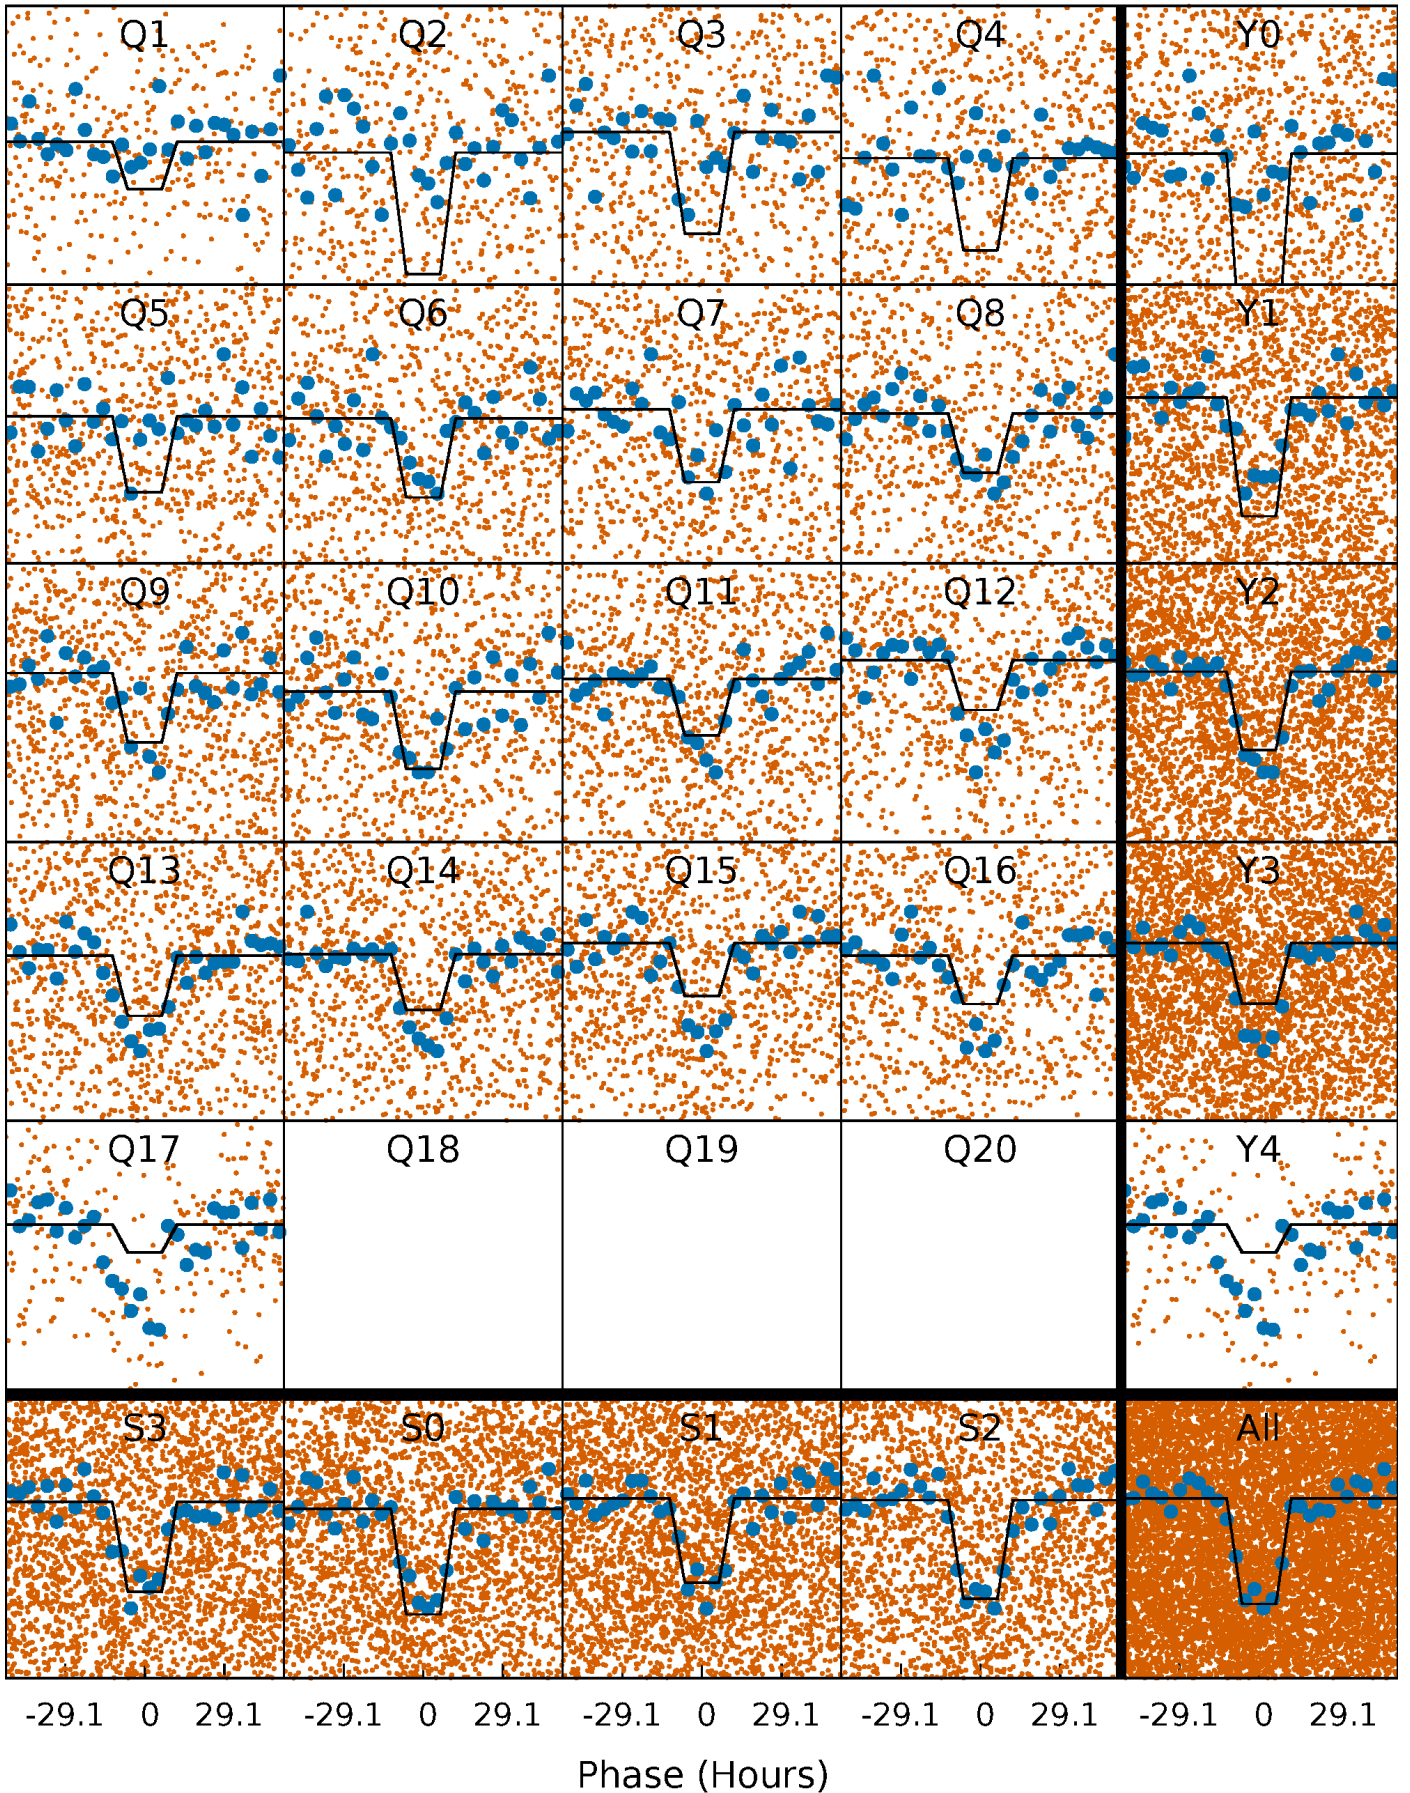 Q1 Q2 Q3 Q4 Y0
Q5 Q6 Q7 Q8 Y1
Q9 Q10 Q11 Q12 Y2
Q13 Q14 Q15 Q16 Y3
Q17 Q18 Q19 Q20 Y4
S3 S0 S1 S2 All
-29.1 0 29.1 -29.1 0 29.1 -29.1 0 29.1 -29.1 0 29.1 -29.1 0 29.1
Phase (Hours)